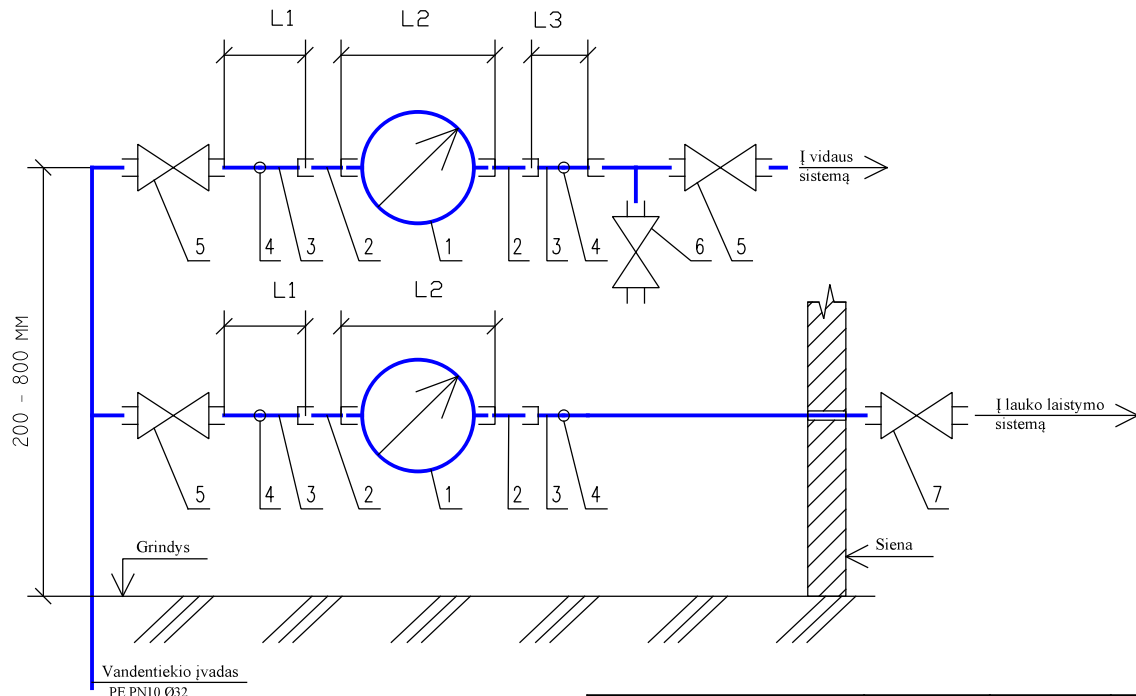 L1 L2 L3
Į vidaus
sistemą
5 4 3 2 1 2 3 4 6 5
L1 L2
200 - 800 MM
Į lauko laistymo
sistemą
5 4 3 2 1 2 3 4 7
Grindys
Siena
Vandentiekio įvadas
PE PN10 Ø32